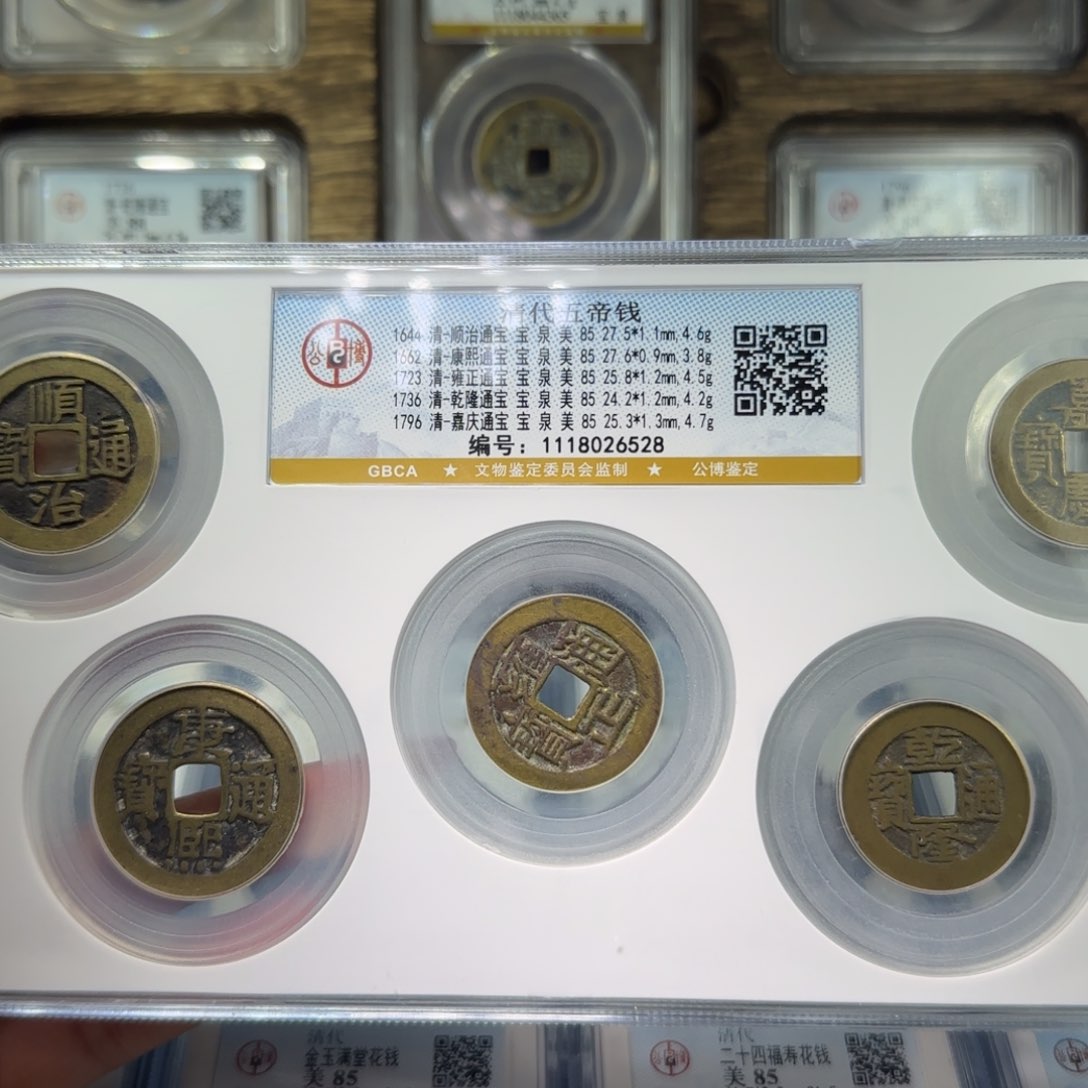 清代五帝钱
1644 清-顺治通宝 宝 泉 美 85 27.5*1.1mm,4.6g
1662 清-康熙通宝 宝 泉 美 85 27.6*0.9mm,3.8g
1723 清-雍正通宝 宝 泉 美 85 25.8*1.2mm,4.5g
1736 清-乾隆通宝 宝 泉 美 85 24.2*1.2mm,4.2g
1796 清-嘉庆通宝 宝 泉 美 85 25.3*1.3mm,4.7g
编号：1118026528
GBCA ★ 文物鉴定委员会监制 ★ 公博鉴定
公博
順治通寳
嘉慶 寳
康熙通寳
雍正通寳
乾隆通寳
清代
金玉满堂花钱
美 85
清代
二十四福寿花钱
美 85